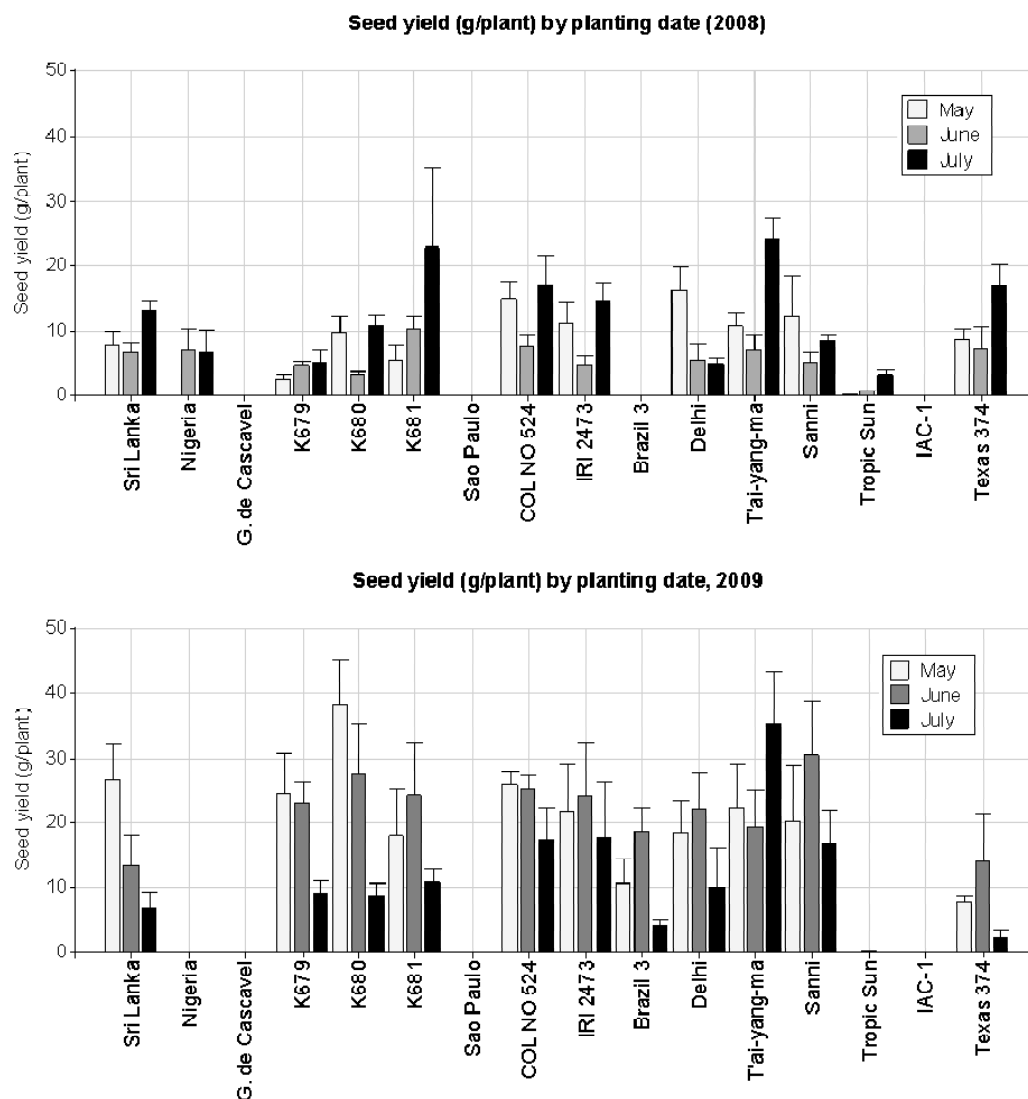 Seed yield (g/plant) by planting date (2008)
50
40
30
20
10
0
Seed yield (g/plant)
May
June
July
Sri Lanka
Nigeria
G. de Cascavel
K679
K680
K681
Sao Paulo
COL NO 524
IRI 2473
Brazil 3
Delhi
T'ai-yang-ma
Sanni
Tropic Sun
IAC-1
Texas 374
Seed yield (g/plant) by planting date, 2009
50
40
30
20
10
0
Seed yield (g/plant)
May
June
July
Sri Lanka
Nigeria
G. de Cascavel
K679
K680
K681
Sao Paulo
COL NO 524
IRI 2473
Brazil 3
Delhi
T'ai-yang-ma
Sanni
Tropic Sun
IAC-1
Texas 374